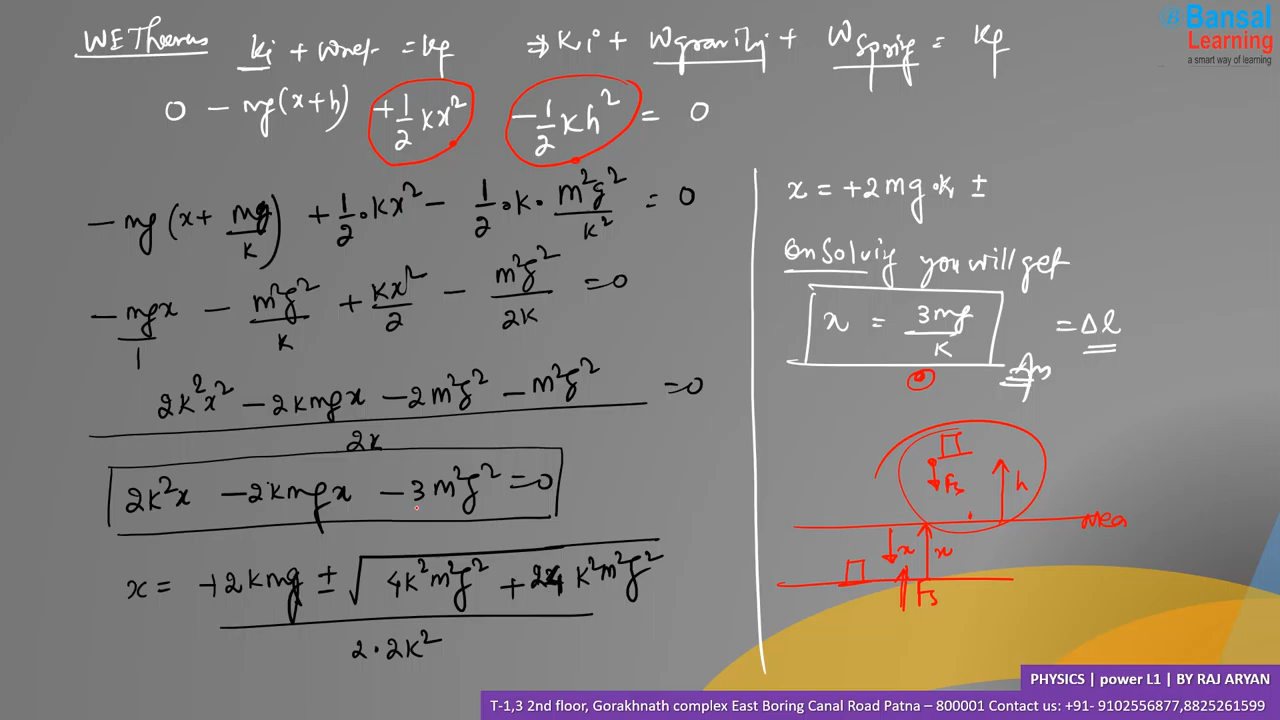 WE Theorem Ki + Wnet = Kf ⇒ Ki + Wgravity + Wspring = Kf
0 - mg(x+h) +1/2 kx² -1/2 kh² = 0
-mg(x + mg/k) + 1/2 · kx² - 1/2 · k · m²g²/k² = 0
-mgx/1 - m²g²/k + kx²/2 - m²g²/2k = 0
2k²x² - 2kmgx - 2m²g² - m²g² / 2k = 0
2k²x - 2kmgx - 3m²g² = 0
x = +2kmg ± √4k²m²g² + 24k²m²g² / 2·2k²
x = +2mg·k ±
On Solvig you will get
x = 3mg/k = Δl
Ans
Fs h
x x
Fs
Bansal
Learning
a smart way of learning
PHYSICS | power L1 | BY RAJ ARYAN
T-1,3 2nd floor, Gorakhnath complex East Boring Canal Road Patna – 800001 Contact us: +91- 9102556877,8825261599